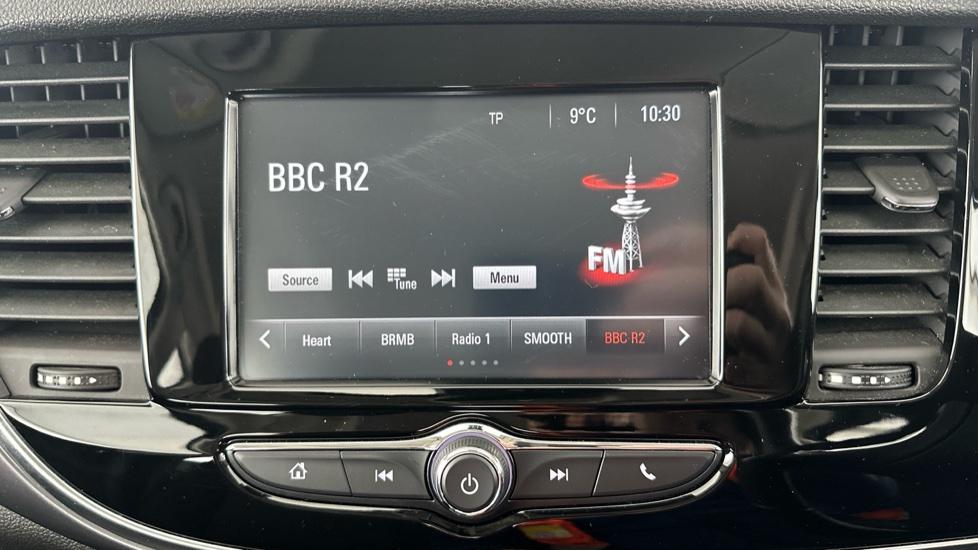 TP 9°C 10:30
BBC R2
FM
Source Tune Menu
Heart BRMB Radio 1 SMOOTH BBC R2